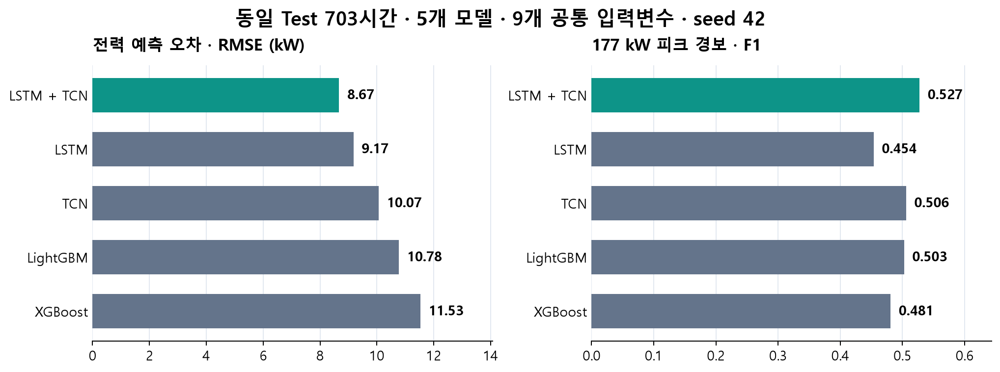 동일 Test 703시간 · 5개 모델 · 9개 공통 입력변수 · seed 42
전력 예측 오차 · RMSE (kW)
LSTM + TCN 8.67
LSTM 9.17
TCN 10.07
LightGBM 10.78
XGBoost 11.53
0 2 4 6 8 10 12 14
177 kW 피크 경보 · F1
LSTM + TCN 0.527
LSTM 0.454
TCN 0.506
LightGBM 0.503
XGBoost 0.481
0.0 0.1 0.2 0.3 0.4 0.5 0.6